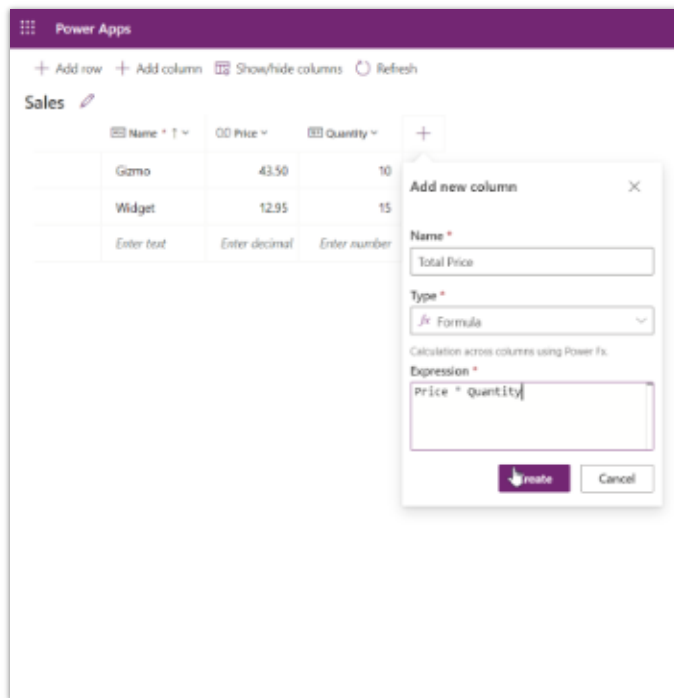 Power Apps
Add row Add column Show/hide columns Refresh
Sales
Name * Price Quantity
Gizmo 43.50 10
Widget 12.95 15
Enter text Enter decimal Enter number
Add new column
Name *
Total Price
Type *
fx Formula
Calculation across columns using Power Fx.
Expression *
Price * Quantity
Create Cancel